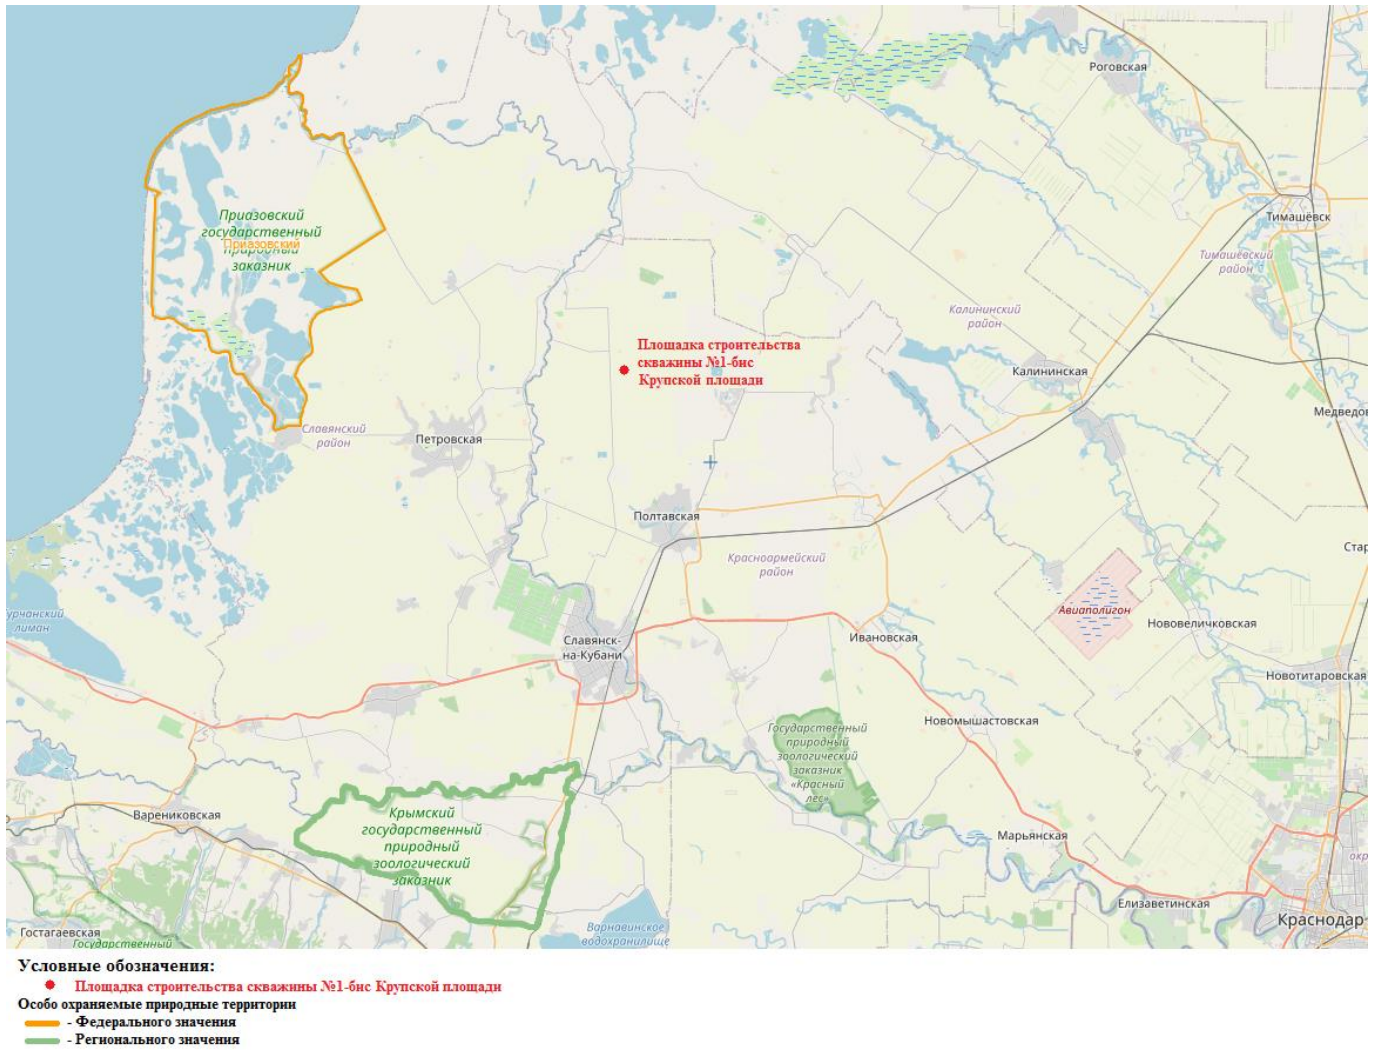 Роговская
Тимашёвск
Тимашёвский
район
Приазовский
государственный
природный
заказник
Приазовский
Калининский
район
Площадка строительства
скважины №1-бис
Крупской площади
Калининская
Медведо
Славянский
район
Петровская
Полтавская
Красноармейский
район
Стар
Авиаполигон
урчанский
лиман
Нововеличковская
Ивановская
Славянск-
на-Кубани
Новотитаровская
Новомышастовская
Государственный
природный
зоологический
заказник
«Красный
лес»
Крымский
государственный
природный
зоологический
заказник
Варениковская
Марьянская
окр
Елизаветинская
Краснодар
Варнавинское
водохранилище
Гостагаевская
Государственный
Условные обозначения:
Площадка строительства скважины №1-бис Крупской площади
Особо охраняемые природные территории
- Федерального значения
- Регионального значения